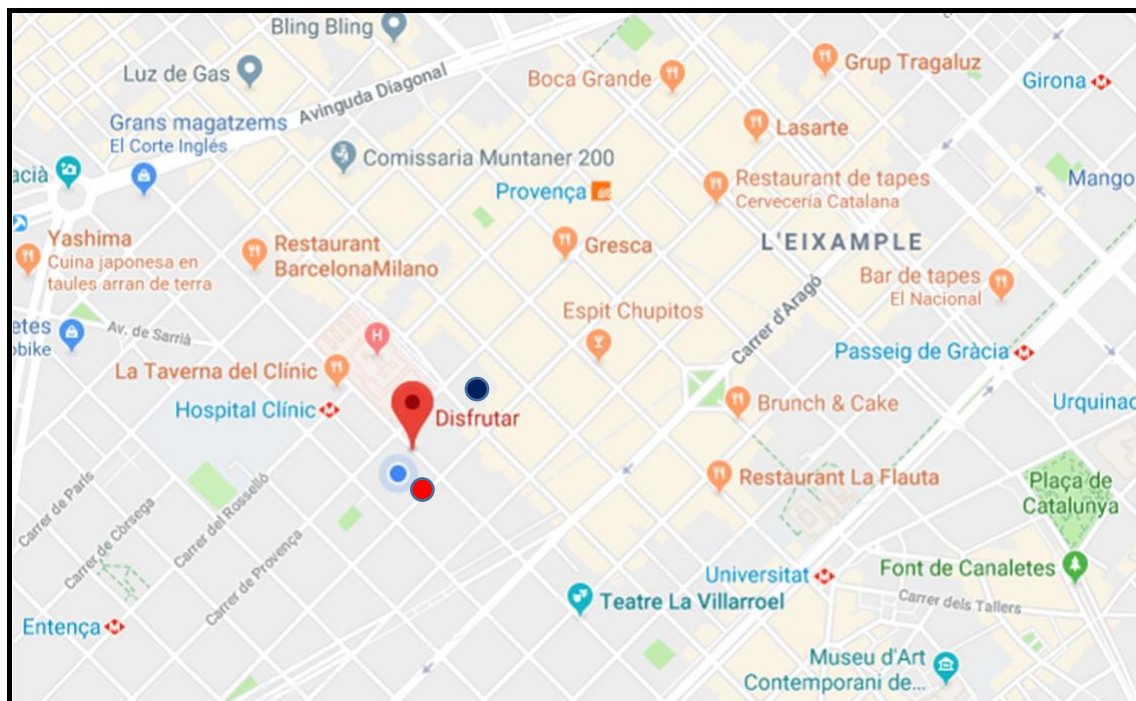 Bling Bling
Luz de Gas
Avinguda Diagonal
Boca Grande
Grup Tragaluz
Girona
Grans magatzems
El Corte Inglés
Lasarte
Comissaria Muntaner 200
acià
Provença
Restaurant de tapes
Cervecería Catalana
Mango
Yashima
Cuina japonesa en
taules arran de terra
Restaurant
BarcelonaMilano
Gresca
L'EIXAMPLE
Bar de tapes
El Nacional
Espit Chupitos
Carrer d'Aragó
etes
obike
Av. de Sarrià
Passeig de Gràcia
La Taverna del Clínic
H
Hospital Clínic
Disfrutar
Brunch & Cake
Urquinac
Restaurant La Flauta
Plaça de
Catalunya
Carrer de París
Carrer de Còrsega
Carrer del Rosselló
Carrer de Provença
Universitat
Font de Canaletes
Teatre La Villarroel
Carrer dels Tallers
Entença
Museu d'Art
Contemporani de...